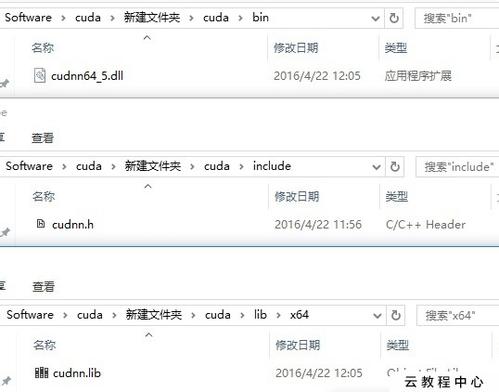 Software > cuda > 新建文件夹 > cuda > bin 搜索"bin"
名称 修改日期 类型
cudnn64_5.dll 2016/4/22 12:05 应用程序扩展
查看
Software > cuda > 新建文件夹 > cuda > include 搜索"include"
名称 修改日期 类型
cudnn.h 2016/4/22 11:56 C/C++ Header
查看
Software > cuda > 新建文件夹 > cuda > lib > x64 搜索"x64"
名称 修改日期 类型
cudnn.lib 2016/4/22 12:05
云教程中心